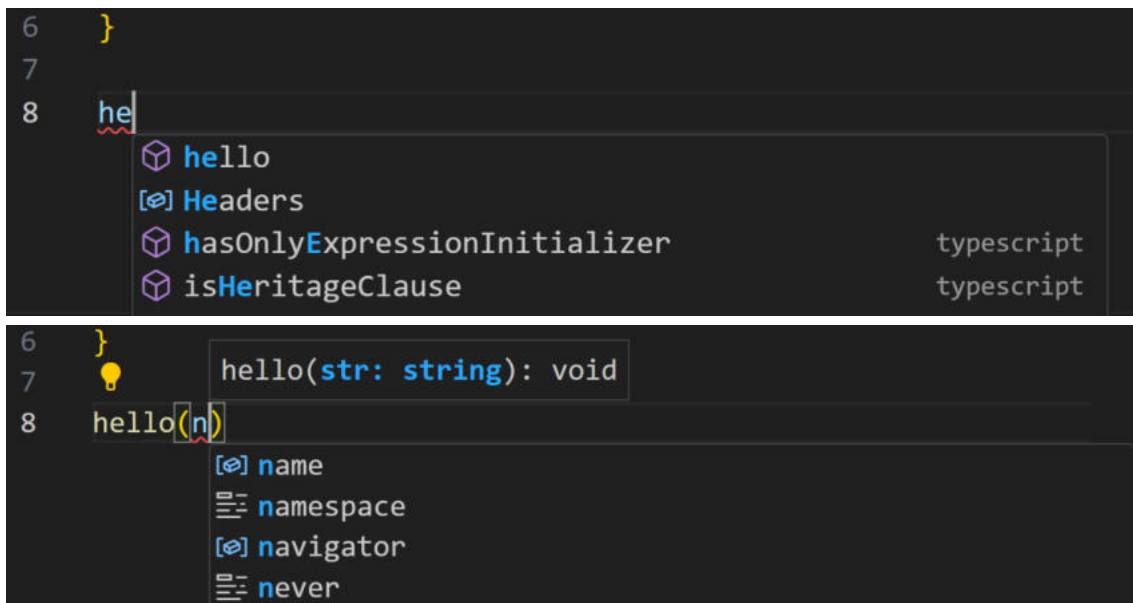 6 }
7
8 he
hello
Headers
hasOnlyExpressionInitializer typescript
isHeritageClause typescript
6 }
hello(str: string): void
7
8 hello(n)
name
namespace
navigator
never